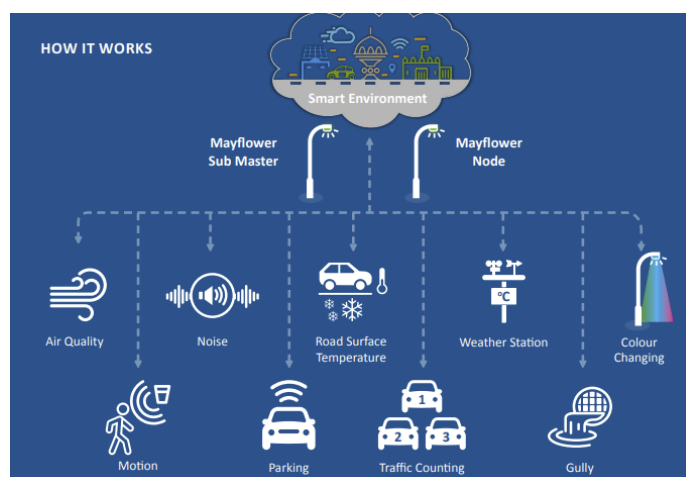 HOW IT WORKS
Smart Environment
Mayflower
Sub Master
Mayflower
Node
Air Quality
Noise
Road Surface
Temperature
°C
Weather Station
Colour
Changing
Motion
Parking
1
2
3
Traffic Counting
Gully